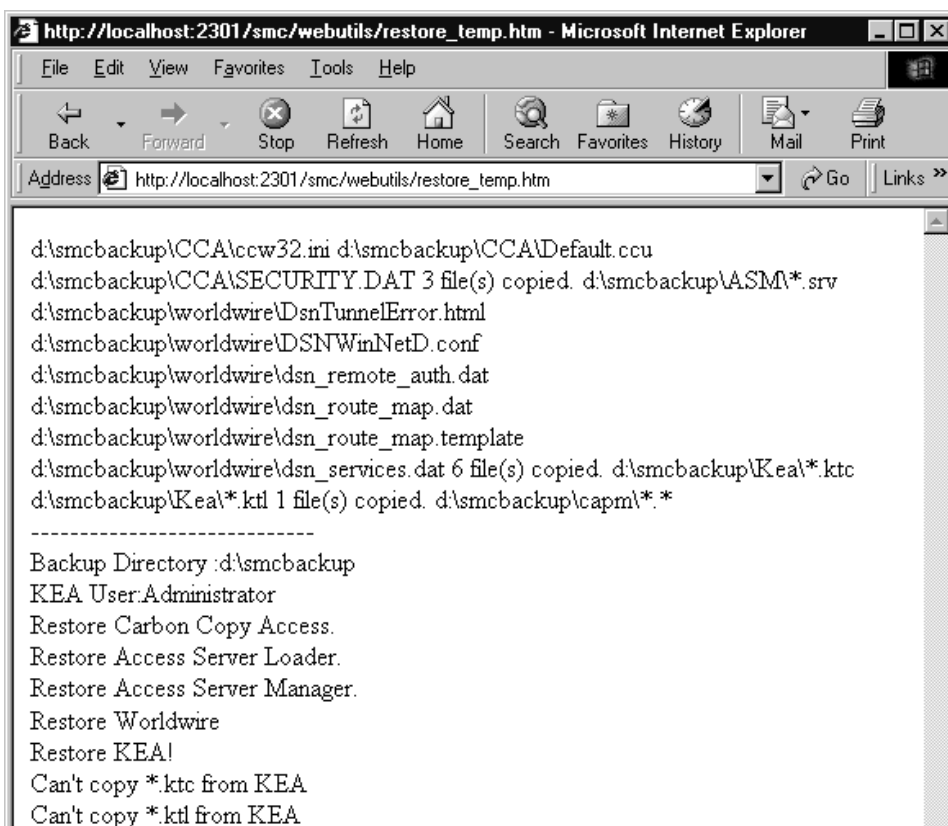 http://localhost:2301/smc/webutils/restore_temp.htm - Microsoft Internet Explorer
File Edit View Favorites Tools Help
Back Forward Stop Refresh Home Search Favorites History Mail Print
Address http://localhost:2301/smc/webutils/restore_temp.htm Go Links »
d:\smcbackup\CCA\ccw32.ini d:\smcbackup\CCA\Default.ccu
d:\smcbackup\CCA\SECURITY.DAT 3 file(s) copied. d:\smcbackup\ASM\*.srv
d:\smcbackup\worldwire\DsnTunnelError.html
d:\smcbackup\worldwire\DSNWinNetD.conf
d:\smcbackup\worldwire\dsn_remote_auth.dat
d:\smcbackup\worldwire\dsn_route_map.dat
d:\smcbackup\worldwire\dsn_route_map.template
d:\smcbackup\worldwire\dsn_services.dat 6 file(s) copied. d:\smcbackup\Kea\*.ktc
d:\smcbackup\Kea\*.ktl 1 file(s) copied. d:\smcbackup\capm\*.*
-----------------------------
Backup Directory :d:\smcbackup
KEA User:Administrator
Restore Carbon Copy Access.
Restore Access Server Loader.
Restore Access Server Manager.
Restore Worldwire
Restore KEA!
Can't copy *.ktc from KEA
Can't copy *.ktl from KEA